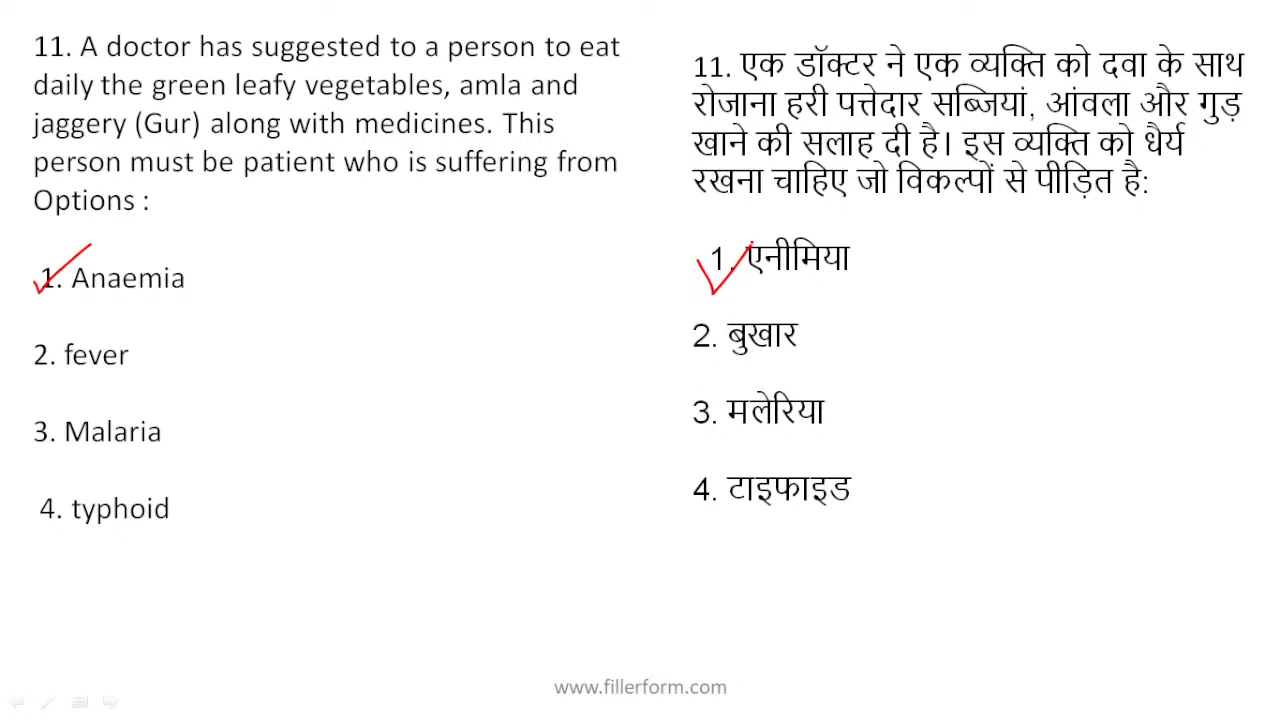 11. A doctor has suggested to a person to eat
daily the green leafy vegetables, amla and
jaggery (Gur) along with medicines. This
person must be patient who is suffering from
Options :
1. Anaemia
2. fever
3. Malaria
4. typhoid
11. एक डॉक्टर ने एक व्यक्ति को दवा के साथ
रोजाना हरी पत्तेदार सब्जियां, आंवला और गुड़
खाने की सलाह दी है। इस व्यक्ति को धैर्य
रखना चाहिए जो विकल्पों से पीड़ित है:
1. एनीमिया
2. बुखार
3. मलेरिया
4. टाइफाइड
www.fillerform.com